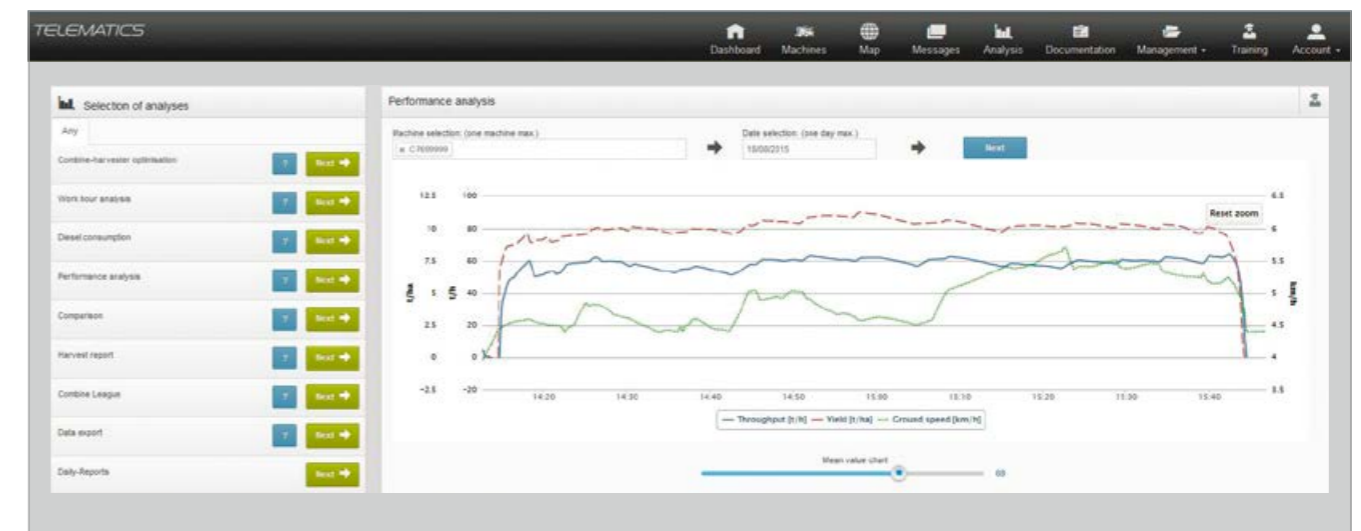 TELEMATICS
Dashboard Machines Map Messages Analysis Documentation Management Training Account
Selection of analyses
Any
Combine-harvester optimisation ? Next
Work hour analysis ? Next
Diesel consumption ? Next
Performance analysis ? Next
Comparison ? Next
Harvest report ? Next
Combine League ? Next
Data export ? Next
Daily-Reports Next
Performance analysis
Machine selection: (one machine max.) Date selection: (one day max.)
Next
12.5 100 6.5
Reset zoom
10 80 6
7.5 60 5.5
t/ha 5 t/h 40 5 km/h
2.5 20 4.5
0 0 4
-2.5 -20 3.5
14:20 14:30 14:40 14:50 15:00 15:10 15:20 15:30 15:40
Throughput [t/h] Yield [t/ha] Ground speed [km/h]
Mean value chart